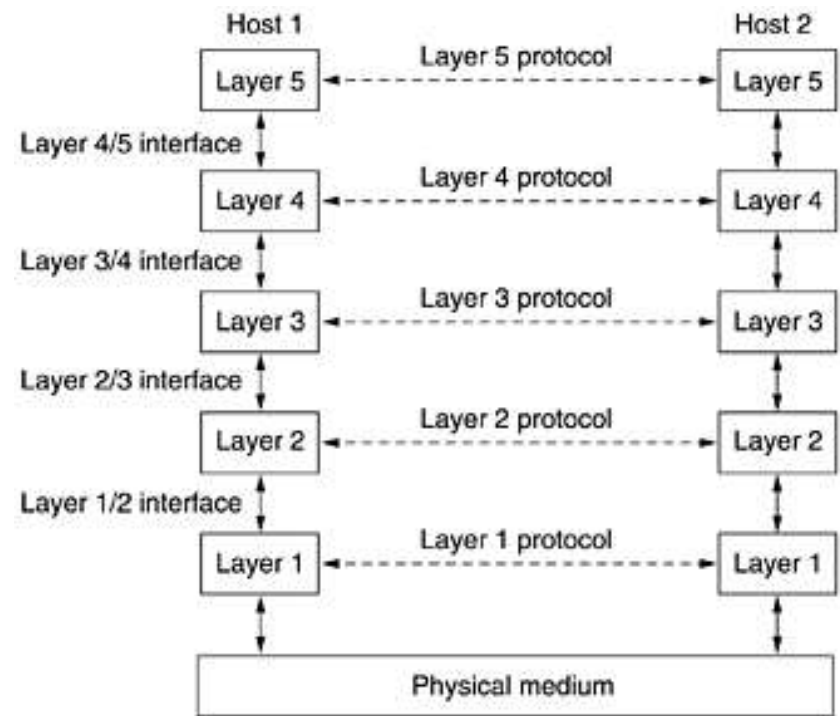 Host 1
Host 2
Layer 5 protocol
Layer 5
Layer 5
Layer 4/5 interface
Layer 4 protocol
Layer 4
Layer 4
Layer 3/4 interface
Layer 3 protocol
Layer 3
Layer 3
Layer 2/3 interface
Layer 2 protocol
Layer 2
Layer 2
Layer 1/2 interface
Layer 1 protocol
Layer 1
Layer 1
Physical medium